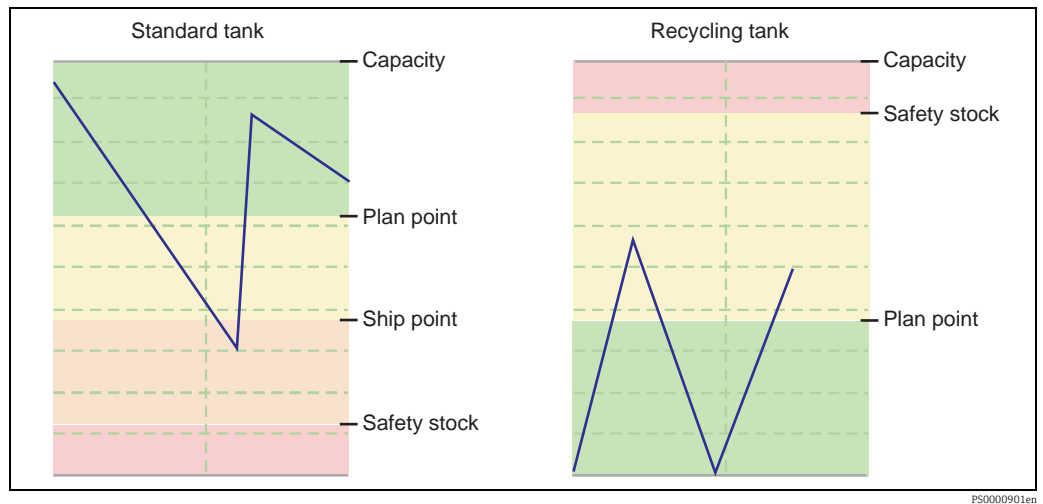 Standard tank
Capacity
Plan point
Ship point
Safety stock
Recycling tank
Capacity
Safety stock
Plan point
PS0000901en